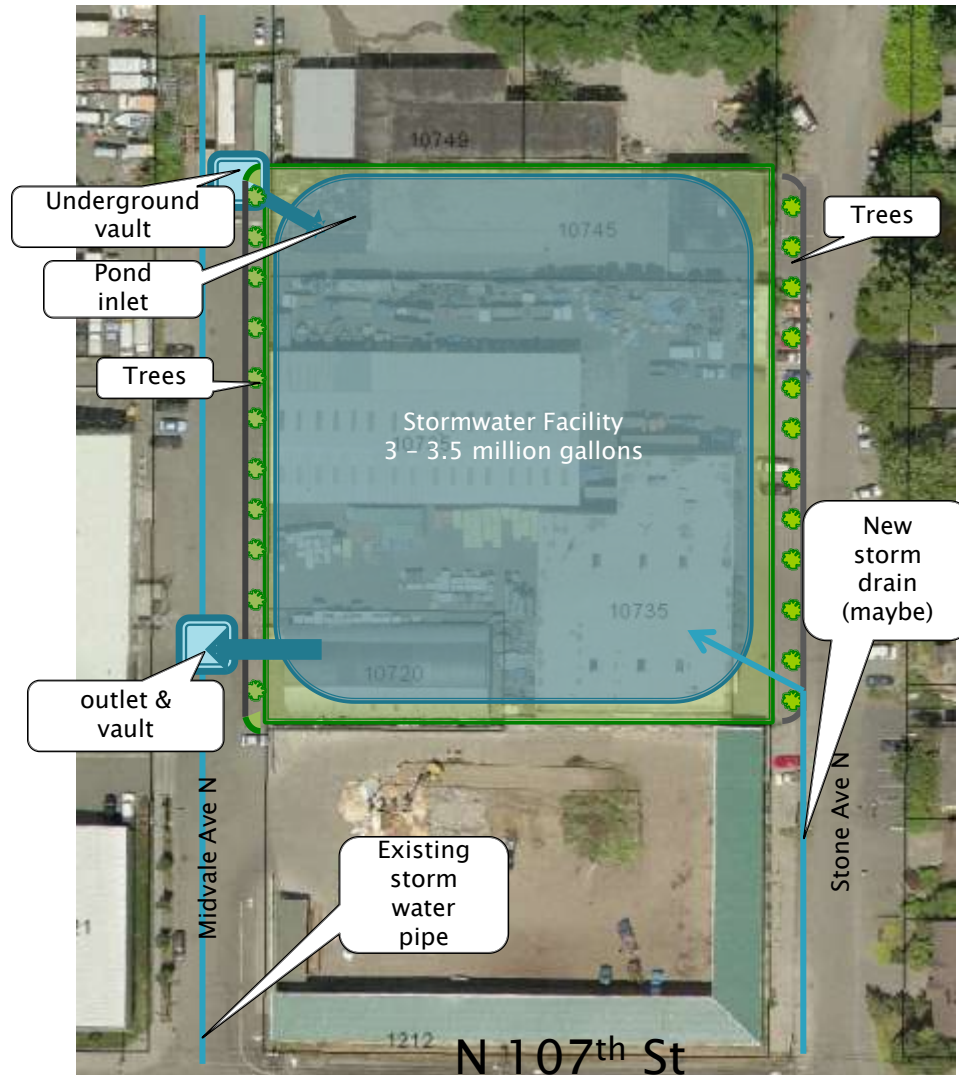 10749
Underground
vault
Trees
10745
Pond
inlet
Trees
Stormwater Facility
3 – 3.5 million gallons
New
storm
drain
(maybe)
10735
10720
outlet &
vault
Midvale Ave N
Stone Ave N
Existing
storm
water
pipe
1212
N 107th St